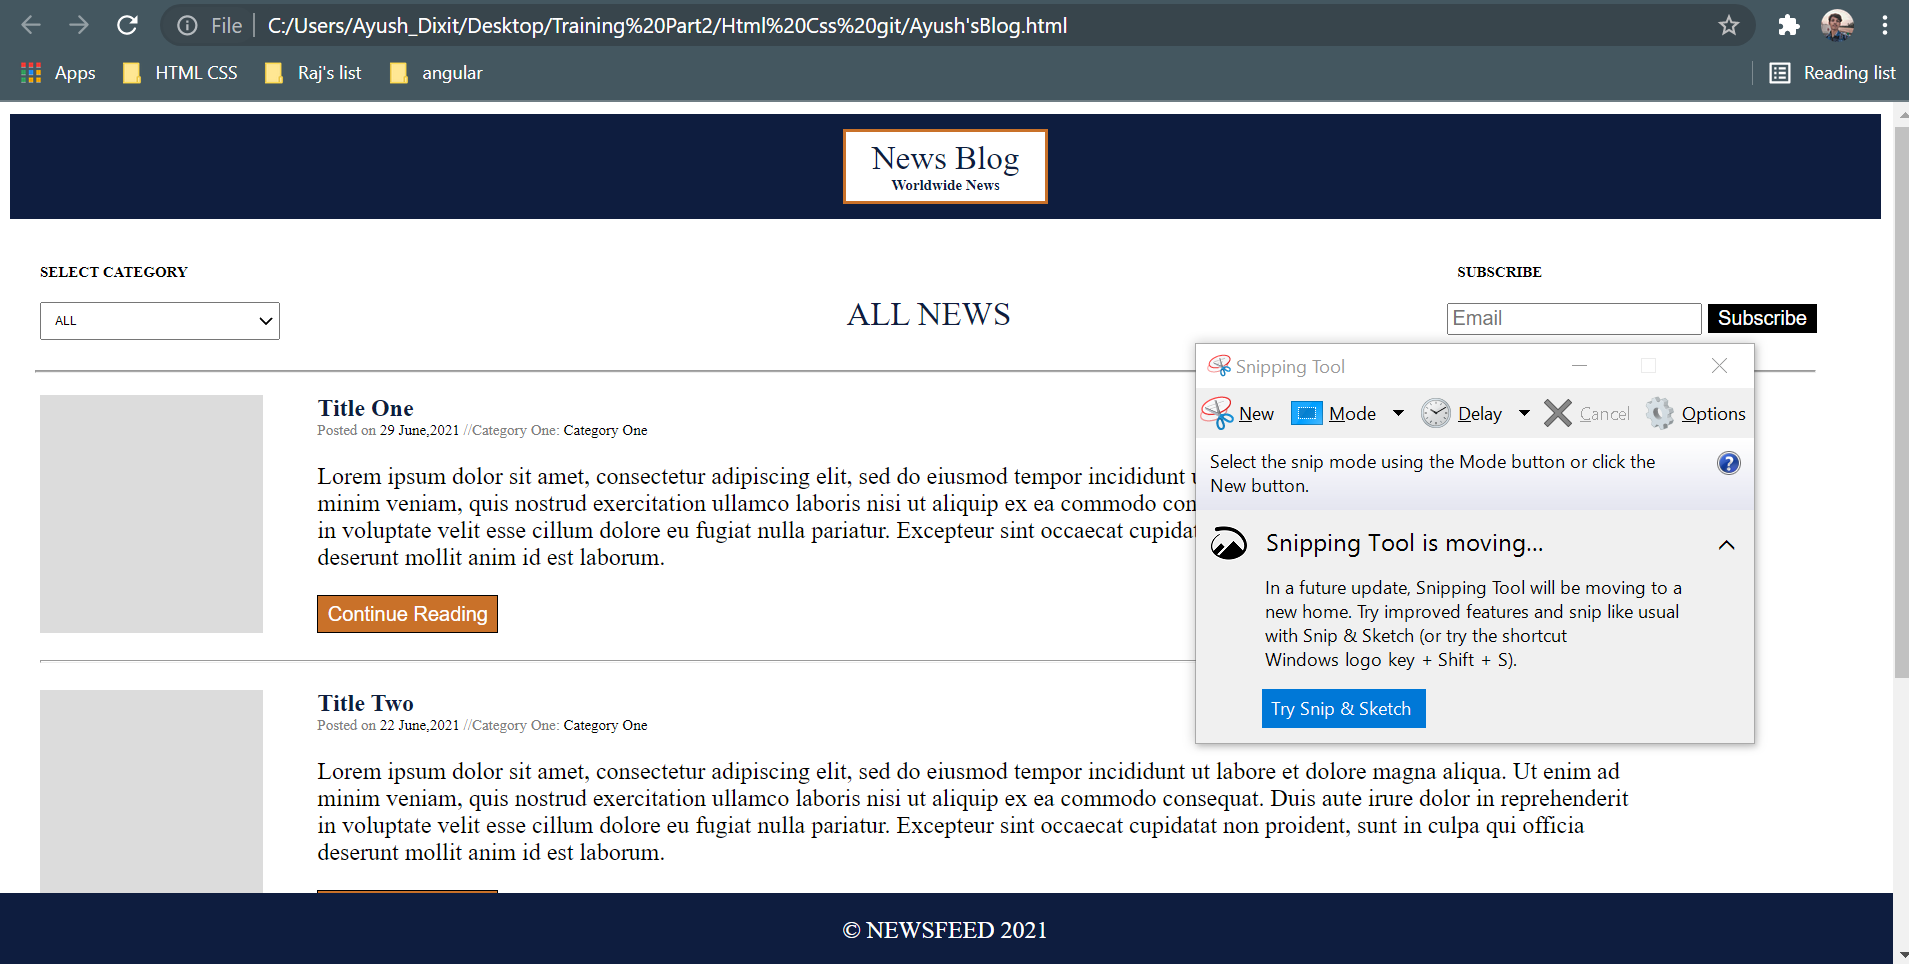 File C:/Users/Ayush_Dixit/Desktop/Training%20Part2/Html%20Css%20git/Ayush'sBlog.html
Apps HTML CSS Raj's list angular Reading list
News Blog
Worldwide News
SELECT CATEGORY
SUBSCRIBE
ALL
ALL NEWS
Email Subscribe
Snipping Tool
New Mode Delay Cancel Options
Select the snip mode using the Mode button or click the
New button.
Snipping Tool is moving...
In a future update, Snipping Tool will be moving to a
new home. Try improved features and snip like usual
with Snip & Sketch (or try the shortcut
Windows logo key + Shift + S).
Try Snip & Sketch
Title One
Posted on 29 June,2021 //Category One: Category One
Lorem ipsum dolor sit amet, consectetur adipiscing elit, sed do eiusmod tempor incididunt
minim veniam, quis nostrud exercitation ullamco laboris nisi ut aliquip ex ea commodo
in voluptate velit esse cillum dolore eu fugiat nulla pariatur. Excepteur sint occaecat
deserunt mollit anim id est laborum.
Continue Reading
Title Two
Posted on 22 June,2021 //Category One: Category One
Lorem ipsum dolor sit amet, consectetur adipiscing elit, sed do eiusmod tempor incididunt ut labore et dolore magna aliqua. Ut enim ad
minim veniam, quis nostrud exercitation ullamco laboris nisi ut aliquip ex ea commodo consequat. Duis aute irure dolor in reprehenderit
in voluptate velit esse cillum dolore eu fugiat nulla pariatur. Excepteur sint occaecat cupidatat non proident, sunt in culpa qui officia
deserunt mollit anim id est laborum.
© NEWSFEED 2021